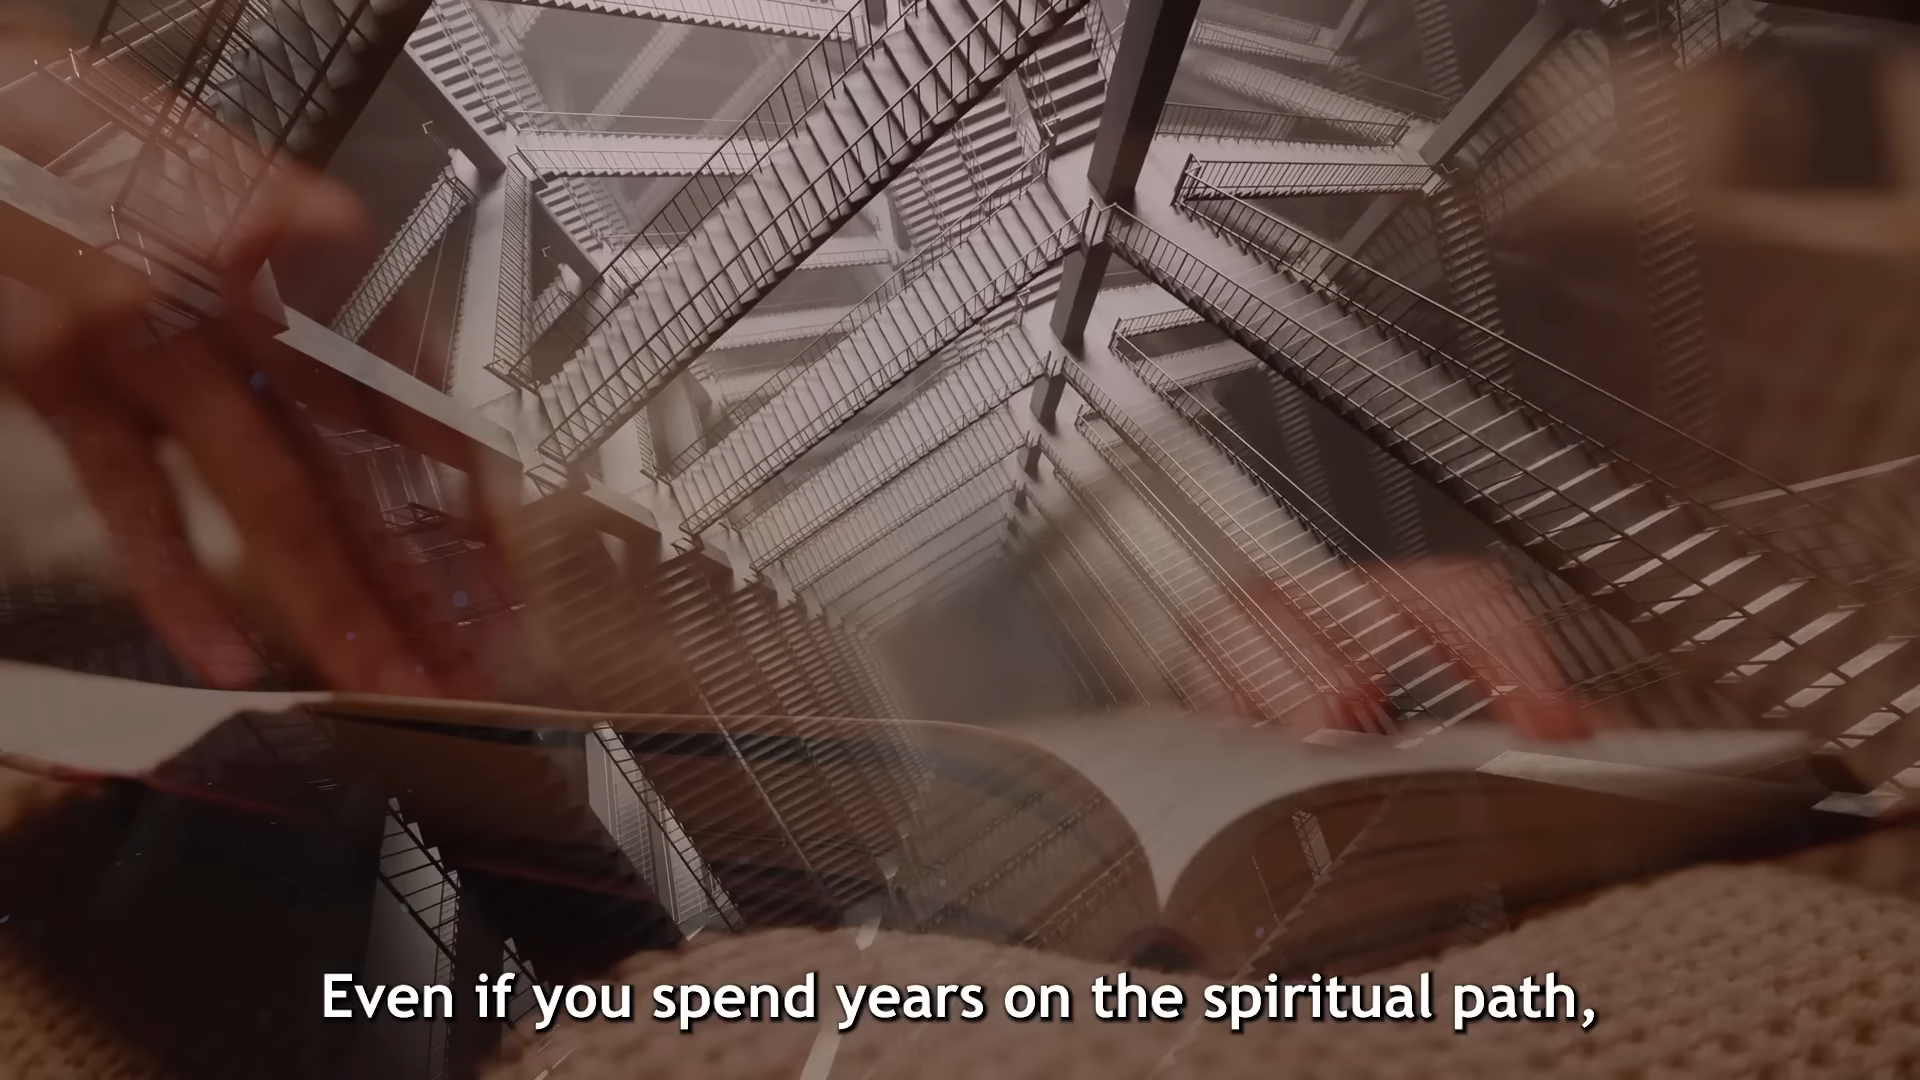 Even if you spend years on the spiritual path,